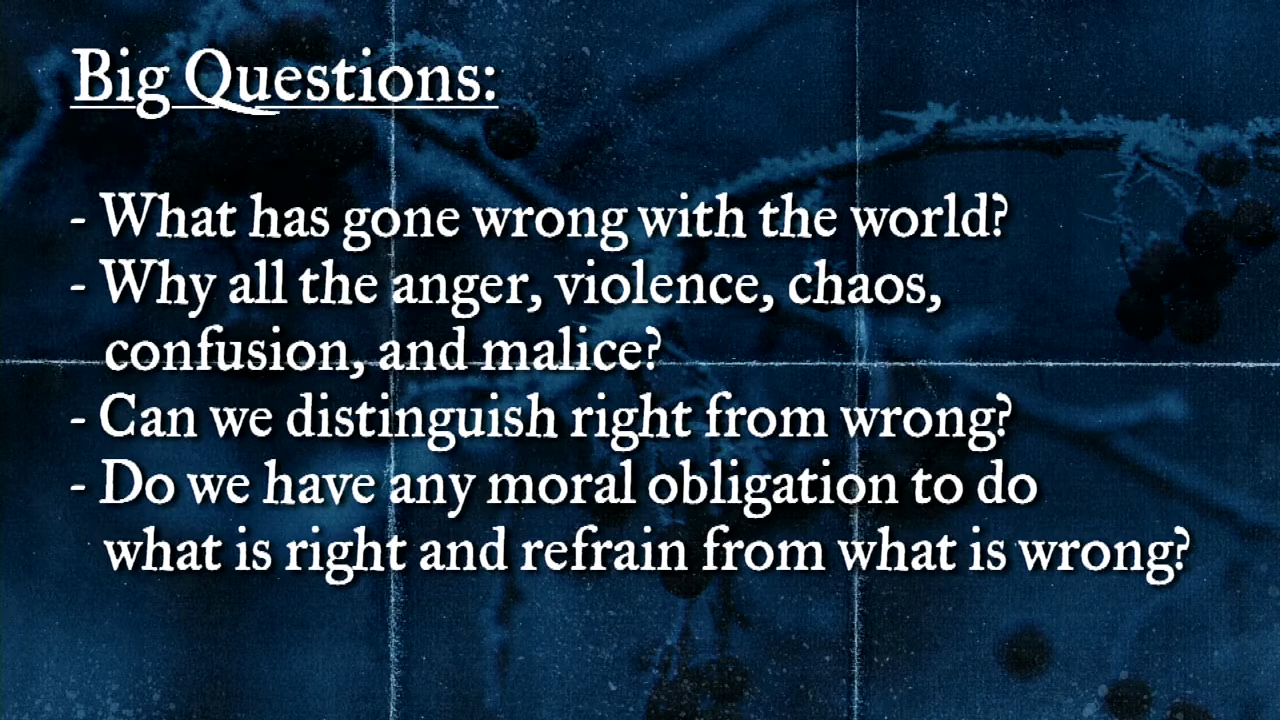 Big Questions:
- What has gone wrong with the world?
- Why all the anger, violence, chaos,
confusion, and malice?
- Can we distinguish right from wrong?
- Do we have any moral obligation to do
what is right and refrain from what is wrong?